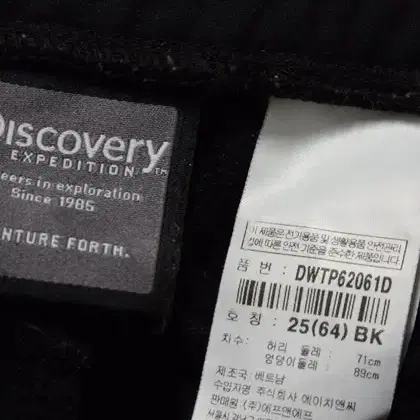 Discovery
EXPEDITION™
eers in exploration
Since 1985
NTURE FORTH.
이 제품은 전기용품 및 생활용품 안전관리
법에 따른 안전 기준을 준수한 제품입니다
품 번 : DWTP62061D
호 칭 : 25(64) BK
치수 : 허리 둘레 : 71cm
엉덩이둘레 : 89cm
제조국 : 베트남
수입자명 주식회사 에이치앤씨
판매원 (주)에프앤에프